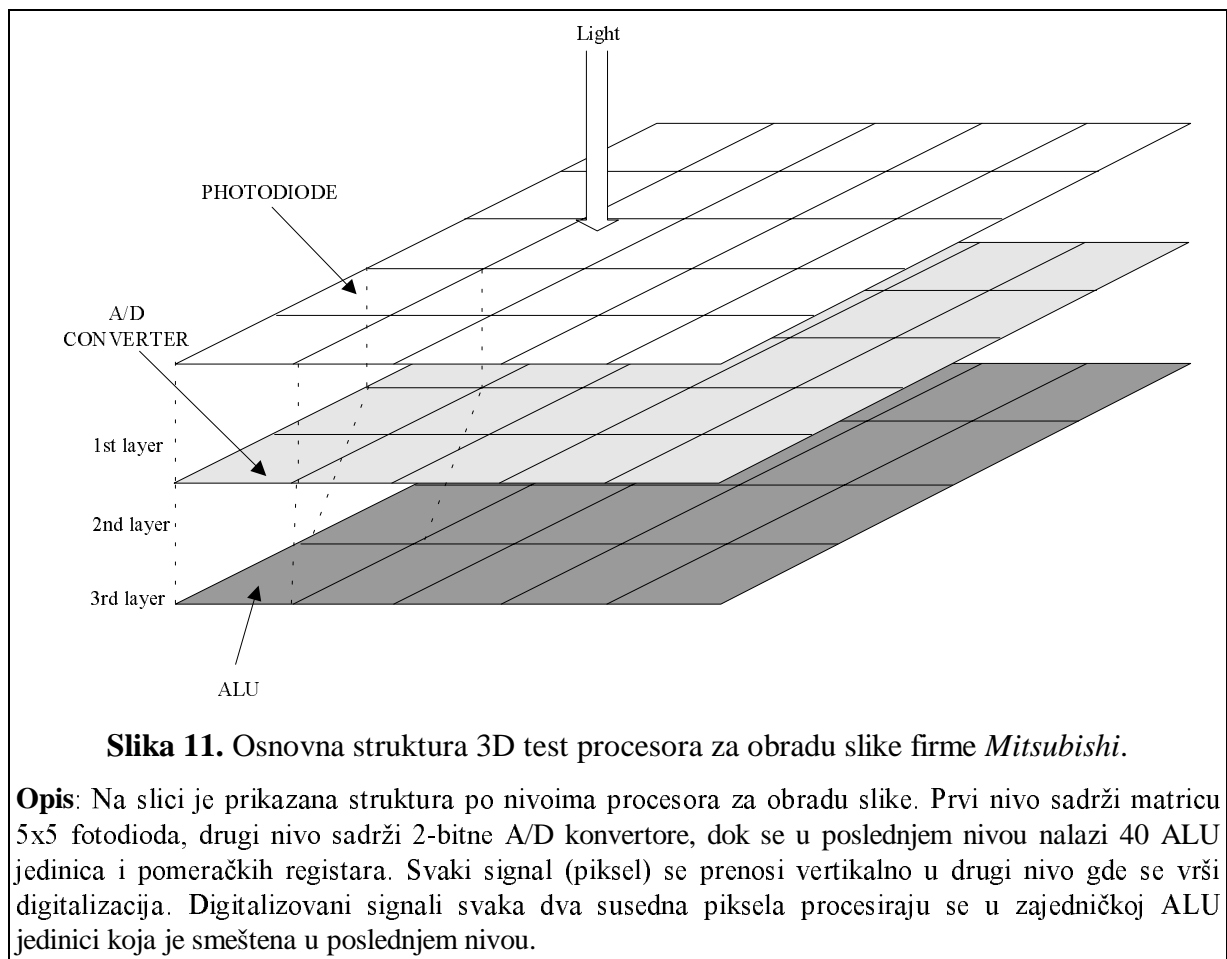 Light
PHOTODIODE
A/D
CONVERTER
1st layer
2nd layer
3rd layer
ALU
Slika 11. Osnovna struktura 3D test procesora za obradu slike firme Mitsubishi.
Opis: Na slici je prikazana struktura po nivoima procesora za obradu slike. Prvi nivo sadrži matricu
5x5 fotodioda, drugi nivo sadrži 2-bitne A/D konvertore, dok se u poslednjem nivou nalazi 40 ALU
jedinica i pomeračkih registara. Svaki signal (piksel) se prenosi vertikalno u drugi nivo gde se vrši
digitalizacija. Digitalizovani signali svaka dva susedna piksela procesiraju se u zajedničkoj ALU
jedinici koja je smeštena u poslednjem nivou.